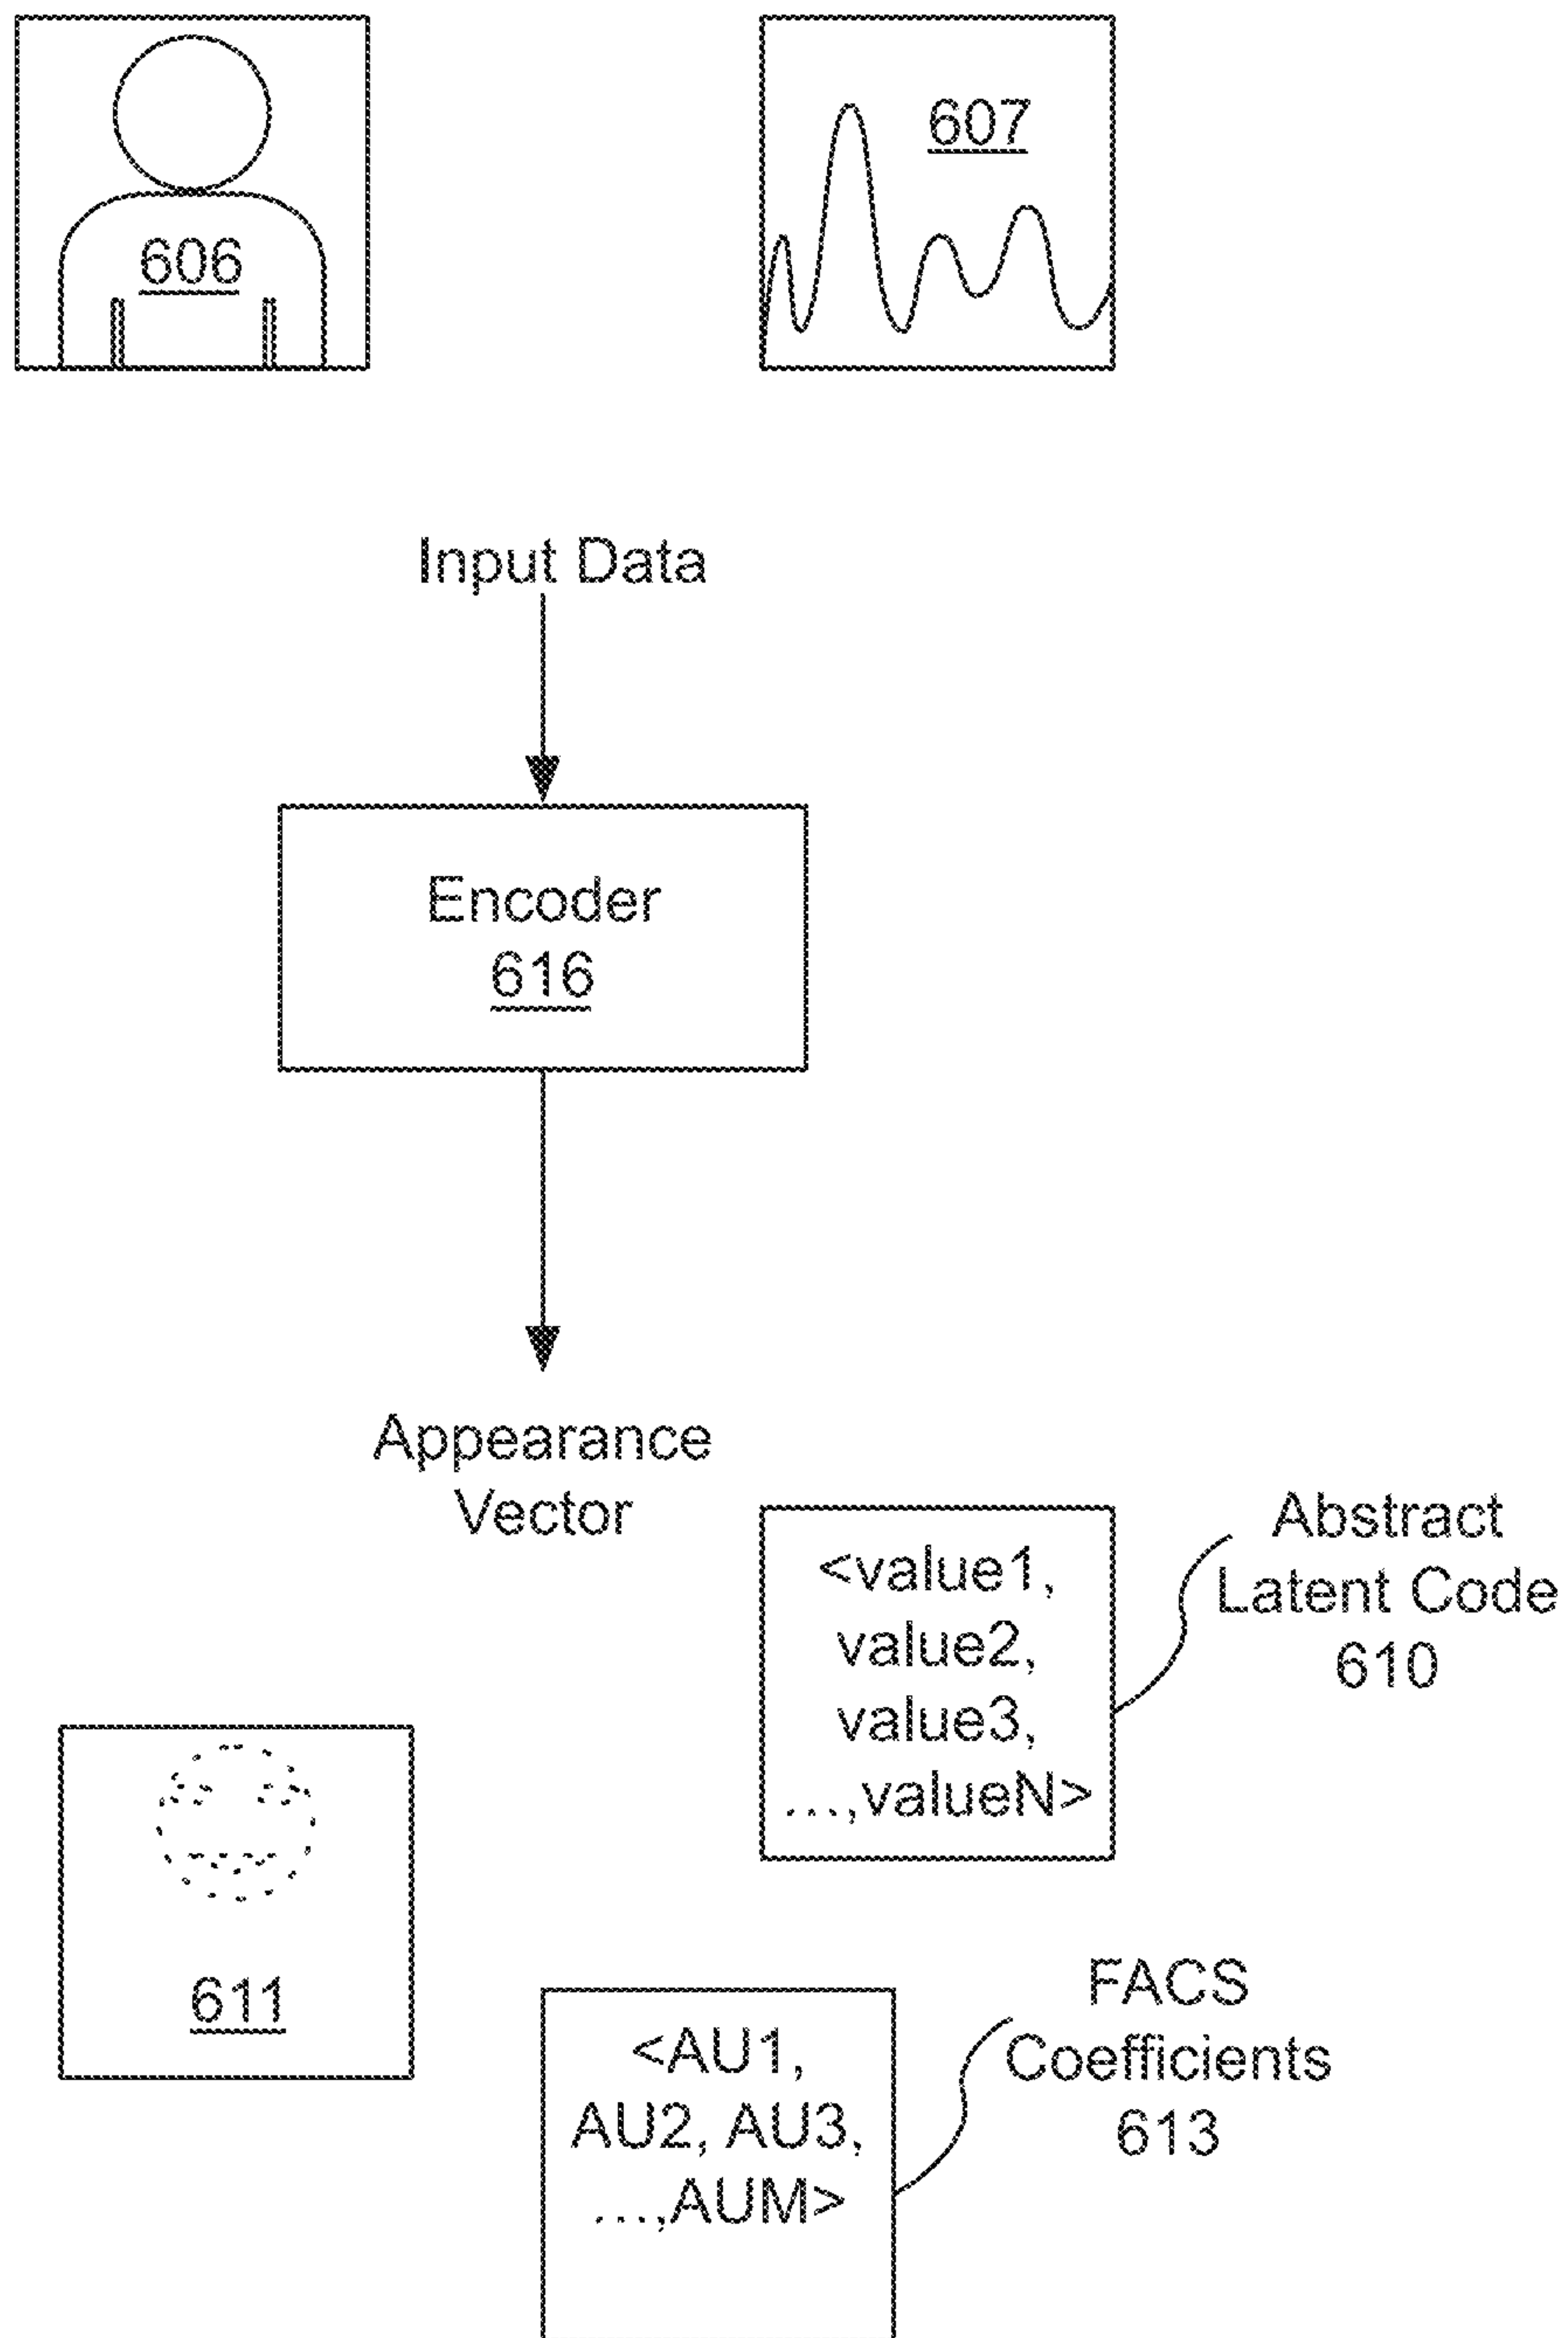 606
607
Input Data
Encoder
616
Appearance
Vector
<value1,
value2,
value3,
...,valueN>
Abstract
Latent Code
610
611
<AU1,
AU2, AU3,
...,AUM>
FACS
Coefficients
613